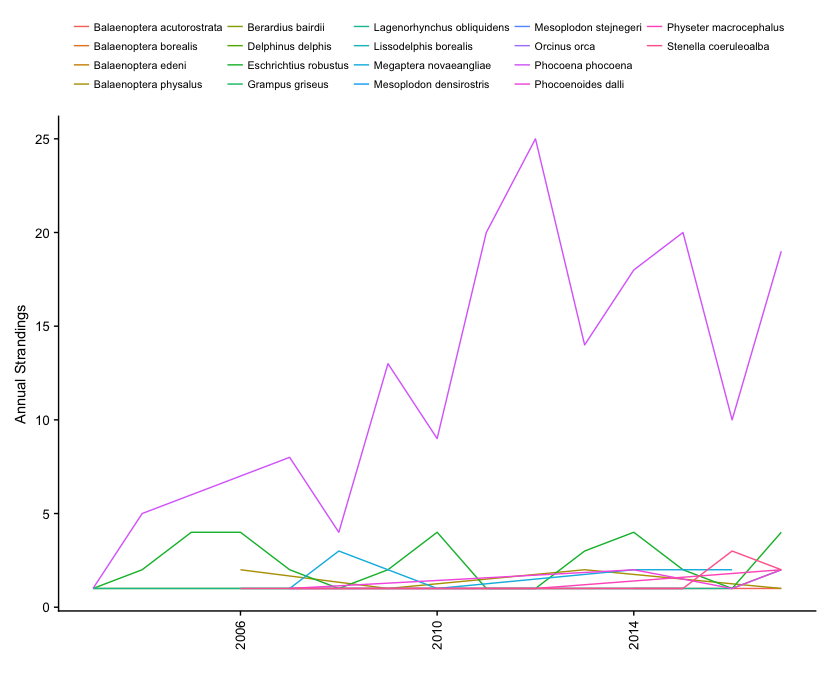 Balaenoptera acutorostrata Berardius bairdii Lagenorhynchus obliquidens Mesoplodon stejnegeri Physeter macrocephalus
Balaenoptera borealis Delphinus delphis Lissodelphis borealis Orcinus orca Stenella coeruleoalba
Balaenoptera edeni Eschrichtius robustus Megaptera novaeangliae Phocoena phocoena
Balaenoptera physalus Grampus griseus Mesoplodon densirostris Phocoenoides dalli
25
20
15
10
5
0
Annual Strandings
2006 2010 2014